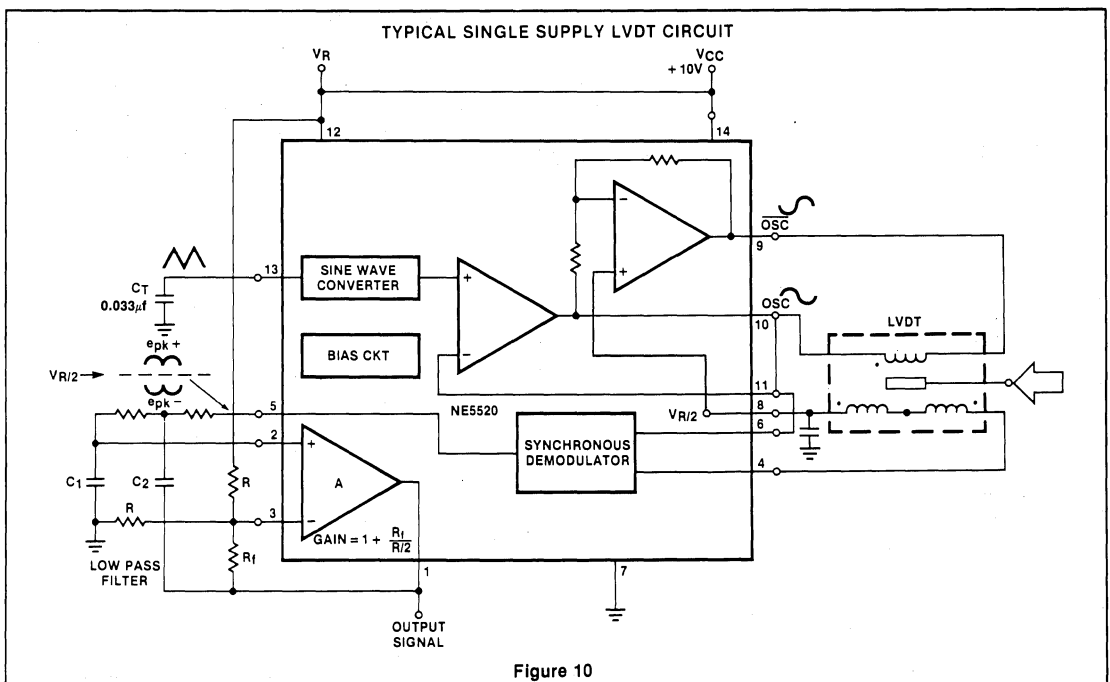 TYPICAL SINGLE SUPPLY LVDT CIRCUIT
VR
VCC
+10V
12
14
OSC
9
13
SINE WAVE
CONVERTER
CT
0.033µf
+
−
−
+
OSC
10
LVDT
BIAS CKT
epk+
VR/2
epk−
11
5
NE5520
VR/2
8
6
SYNCHRONOUS
DEMODULATOR
2
+
4
C1
C2
R
A
R
3
−
GAIN = 1 + Rf
R/2
LOW PASS
FILTER
Rf
1
7
OUTPUT
SIGNAL
Figure 10